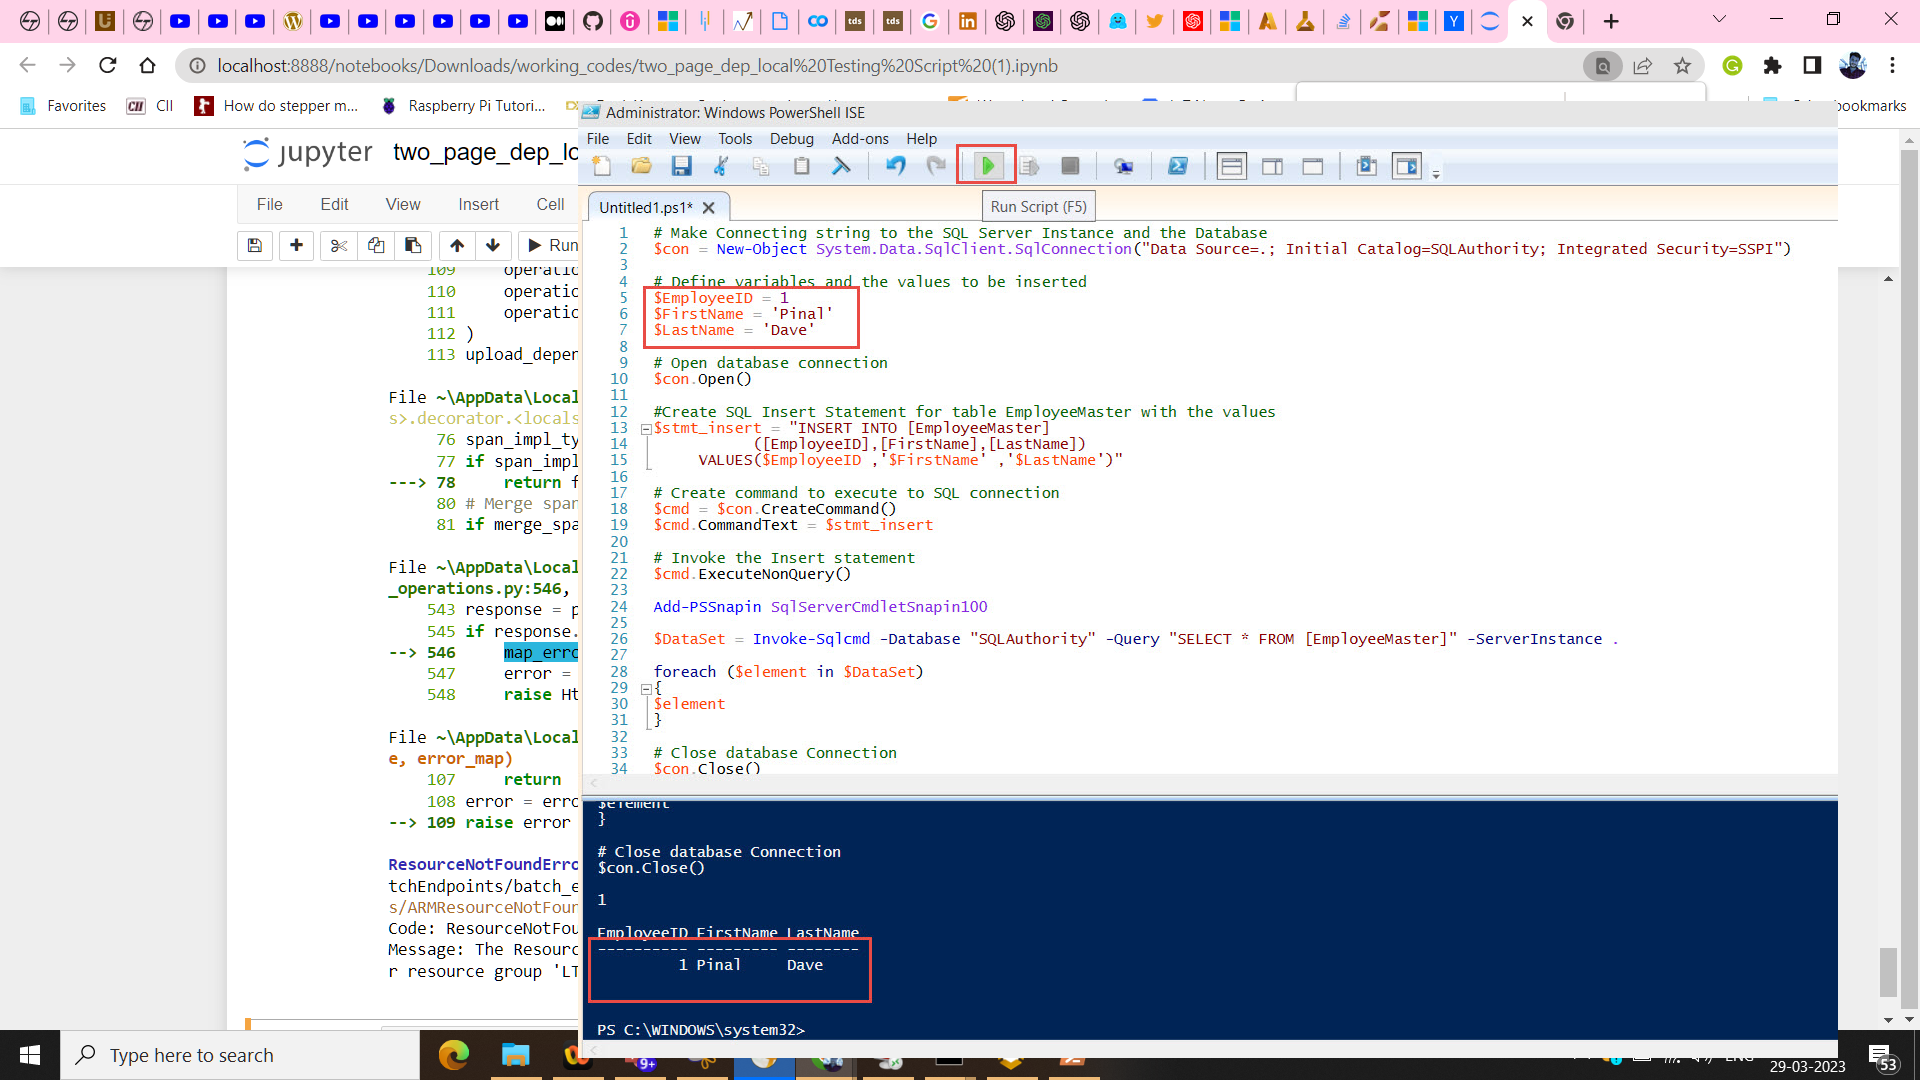 localhost:8888/notebooks/Downloads/working_codes/two_page_dep_local%20Testing%20Script%20(1).ipynb
Favorites CII How do stepper m... Raspberry Pi Tutori... bookmarks
jupyter two_page_dep_lo
File Edit View Insert Cell
Run
109 operatio
110 operatio
111 operatio
112 )
113 upload_depen
File ~\AppData\Local
s>.decorator.<locals
76 span_impl_ty
77 if span_impl
---> 78 return f
80 # Merge span
81 if merge_spa
File ~\AppData\Local
_operations.py:546,
543 response = p
545 if response.
--> 546 map_erro
547 error =
548 raise Ht
File ~\AppData\Local
e, error_map)
107 return
108 error = erro
--> 109 raise error
ResourceNotFoundErro
tchEndpoints/batch_e
s/ARMResourceNotFoun
Code: ResourceNotFou
Message: The Resourc
r resource group 'LT
Administrator: Windows PowerShell ISE
File Edit View Tools Debug Add-ons Help
Untitled1.ps1*
Run Script (F5)
1 # Make Connecting string to the SQL Server Instance and the Database
2 $con = New-Object System.Data.SqlClient.SqlConnection("Data Source=.; Initial Catalog=SQLAuthority; Integrated Security=SSPI")
3
4 # Define variables and the values to be inserted
5 $EmployeeID = 1
6 $FirstName = 'Pinal'
7 $LastName = 'Dave'
8
9 # Open database connection
10 $con.Open()
11
12 #Create SQL Insert Statement for table EmployeeMaster with the values
13 $stmt_insert = "INSERT INTO [EmployeeMaster]
14 ([EmployeeID],[FirstName],[LastName])
15 VALUES($EmployeeID ,'$FirstName' ,'$LastName')"
16
17 # Create command to execute to SQL connection
18 $cmd = $con.CreateCommand()
19 $cmd.CommandText = $stmt_insert
20
21 # Invoke the Insert statement
22 $cmd.ExecuteNonQuery()
23
24 Add-PSSnapin SqlServerCmdletSnapin100
25
26 $DataSet = Invoke-Sqlcmd -Database "SQLAuthority" -Query "SELECT * FROM [EmployeeMaster]" -ServerInstance .
27
28 foreach ($element in $DataSet)
29 {
30 $element
31 }
32
33 # Close database Connection
34 $con.Close()
$element
}
# Close database Connection
$con.Close()
1
EmployeeID FirstName LastName
---------- --------- --------
1 Pinal Dave
PS C:\WINDOWS\system32>
Type here to search
9+
ENG
29-03-2023
53